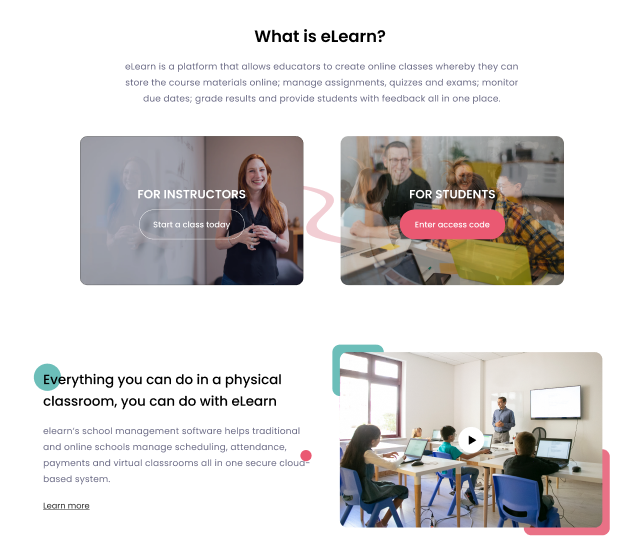 What is eLearn?
eLearn is a platform that allows educators to create online classes whereby they can
store the course materials online; manage assignments, quizzes and exams; monitor
due dates; grade results and provide students with feedback all in one place.
FOR INSTRUCTORS
Start a class today
FOR STUDENTS
Enter access code
Everything you can do in a physical
classroom, you can do with eLearn
elearn's school management software helps traditional
and online schools manage scheduling, attendance,
payments and virtual classrooms all in one secure cloud-
based system.
Learn more